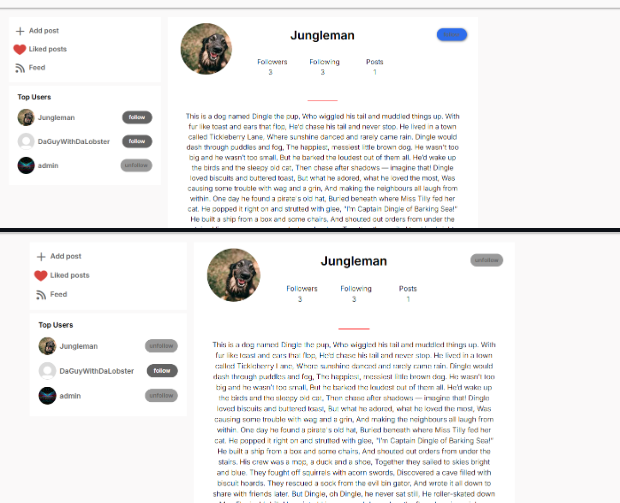 Add post
Liked posts
Feed
Top Users
Jungleman follow
DaGuyWithDaLobster follow
admin unfollow
Jungleman
Followers Following Posts
3 3 1
This is a dog named Dingle the pup, Who wiggled his tail and muddled things up. With
fur like toast and ears that flop, He'd chase his tail and never stop. He lived in a town
called Tickleberry Lane, Where sunshine danced and rarely came rain. Dingle would
dash through puddles and fog, The happiest, messiest little brown dog. He wasn't too
big and he wasn't too small, But he barked the loudest out of them all. He'd wake up
the birds and the sleepy old cat, Then chase after shadows — imagine that! Dingle
loved biscuits and buttered toast, But what he adored, what he loved the most, Was
causing some trouble with wag and a grin, And making the neighbours all laugh from
within. One day he found a pirate's old hat, Buried beneath where Miss Tilly fed her
cat. He popped it right on and strutted with glee, "I'm Captain Dingle of Barking Sea!"
He built a ship from a box and some chairs, And shouted out orders from under the
Add post
Liked posts
Feed
Top Users
Jungleman unfollow
DaGuyWithDaLobster follow
admin unfollow
Jungleman unfollow
Followers Following Posts
3 3 1
This is a dog named Dingle the pup, Who wiggled his tail and muddled things up. With
fur like toast and ears that flop, He'd chase his tail and never stop. He lived in a town
called Tickleberry Lane, Where sunshine danced and rarely came rain. Dingle would
dash through puddles and fog, The happiest, messiest little brown dog. He wasn't too
big and he wasn't too small, But he barked the loudest out of them all. He'd wake up
the birds and the sleepy old cat, Then chase after shadows — imagine that! Dingle
loved biscuits and buttered toast, But what he adored, what he loved the most, Was
causing some trouble with wag and a grin, And making the neighbours all laugh from
within. One day he found a pirate's old hat, Buried beneath where Miss Tilly fed her
cat. He popped it right on and strutted with glee, "I'm Captain Dingle of Barking Sea!"
He built a ship from a box and some chairs, And shouted out orders from under the
stairs. His crew was a mop, a duck and a shoe, Together they sailed to skies bright
and blue. They fought off squirrels with acorn swords, Discovered a cave filled with
biscuit hoards. They rescued a sock from the evil bin gator, And wrote it all down to
share with friends later. But Dingle, oh Dingle, he never sat still. He roller-skated down